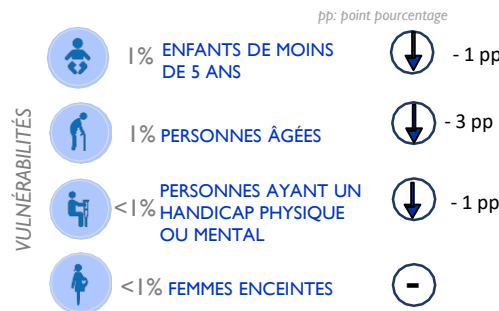 pp: point pourcentage
VULNÉRABILITÉS
1% ENFANTS DE MOINS
DE 5 ANS
- 1 pp
1% PERSONNES ÂGÉES
- 3 pp
<1% PERSONNES AYANT UN
HANDICAP PHYSIQUE
OU MENTAL
- 1 pp
<1% FEMMES ENCEINTES
-